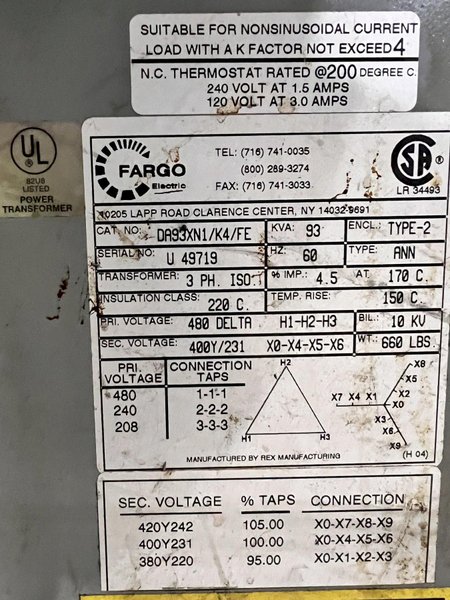 SUITABLE FOR NONSINUSOIDAL CURRENT
LOAD WITH A K FACTOR NOT EXCEED 4
N.C. THERMOSTAT RATED @ 200 DEGREE C.
240 VOLT AT 1.5 AMPS
120 VOLT AT 3.0 AMPS
UL
82U8
LISTED
POWER
TRANSFORMER
FARGO
Electric
TEL: (716) 741-0035
(800) 289-3274
FAX: (716) 741-3033
SA
LR 34493
10205 LAPP ROAD CLARENCE CENTER, NY 14032-9691
CAT. NO: DA93XN1/K4/FE KVA: 93 ENCL.: TYPE-2
SERIAL NO: U 49719 HZ: 60 TYPE: ANN
TRANSFORMER: 3 PH. ISO. % IMP.: 4.5 AT 170 C.
INSULATION CLASS: 220 C. TEMP. RISE: 150 C.
PRI. VOLTAGE: 480 DELTA H1-H2-H3 BIL.: 10 KV
SEC. VOLTAGE: 400Y/231 X0-X4-X5-X6 WT.: 660 LBS.
PRI. VOLTAGE CONNECTION TAPS
480 1-1-1
240 2-2-2
208 3-3-3
H2
H1 H3
X8
X5
X2
X7 X4 X1 X0
X3
X6
X9
MANUFACTURED BY REX MANUFACTURING (H 04)
SEC. VOLTAGE % TAPS CONNECTION
420Y242 105.00 X0-X7-X8-X9
400Y231 100.00 X0-X4-X5-X6
380Y220 95.00 X0-X1-X2-X3